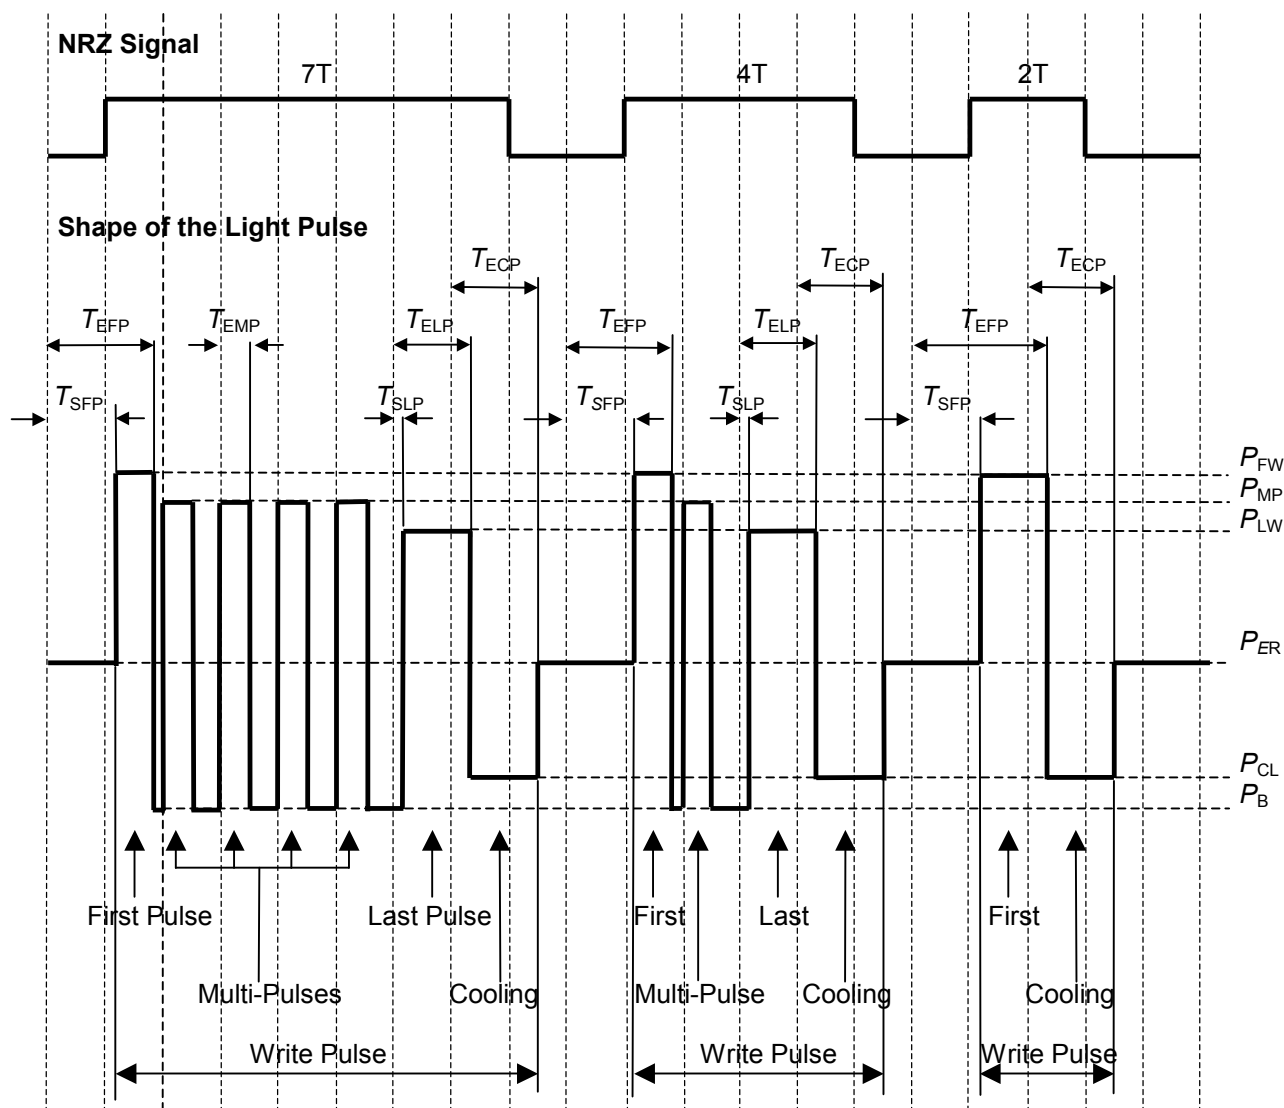 NRZ Signal
7T 4T 2T
Shape of the Light Pulse
TECP TECP TECP
TEFP TEMP TELP TEFP TELP TEFP
TSFP TSLP TSFP TSLP TSFP
PFW
PMP
PLW
PER
PCL
PB
First Pulse Last Pulse First Last First
Multi-Pulses Cooling Multi-Pulse Cooling Cooling
Write Pulse Write Pulse Write Pulse